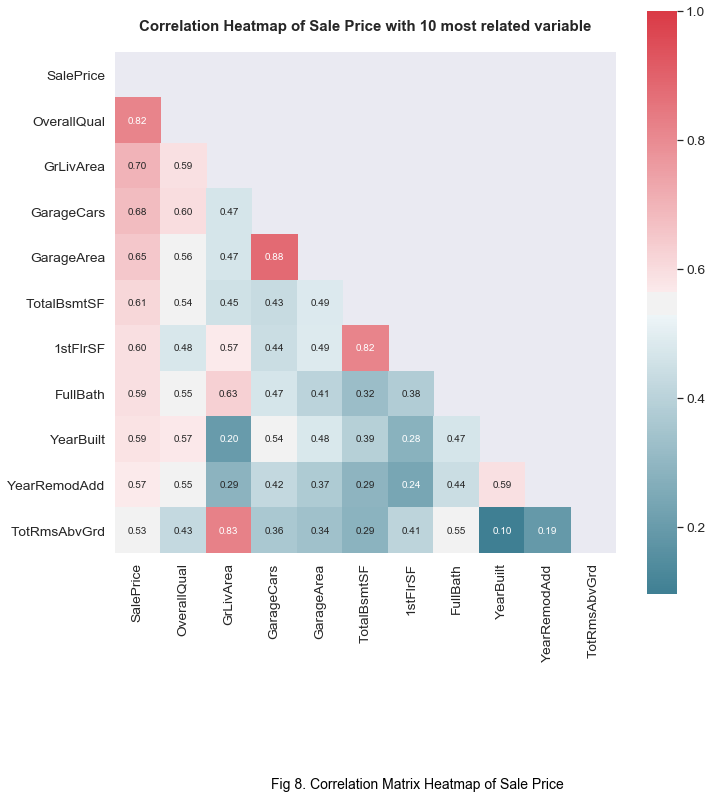 Correlation Heatmap of Sale Price with 10 most related variable
1.0
SalePrice
OverallQual 0.82
0.8
GrLivArea 0.70 0.59
GarageCars 0.68 0.60 0.47
GarageArea 0.65 0.56 0.47 0.88
0.6
TotalBsmtSF 0.61 0.54 0.45 0.43 0.49
1stFlrSF 0.60 0.48 0.57 0.44 0.49 0.82
FullBath 0.59 0.55 0.63 0.47 0.41 0.32 0.38
0.4
YearBuilt 0.59 0.57 0.20 0.54 0.48 0.39 0.28 0.47
YearRemodAdd 0.57 0.55 0.29 0.42 0.37 0.29 0.24 0.44 0.59
0.2
TotRmsAbvGrd 0.53 0.43 0.83 0.36 0.34 0.29 0.41 0.55 0.10 0.19
SalePrice
OverallQual
GrLivArea
GarageCars
GarageArea
TotalBsmtSF
1stFlrSF
FullBath
YearBuilt
YearRemodAdd
TotRmsAbvGrd
Fig 8. Correlation Matrix Heatmap of Sale Price